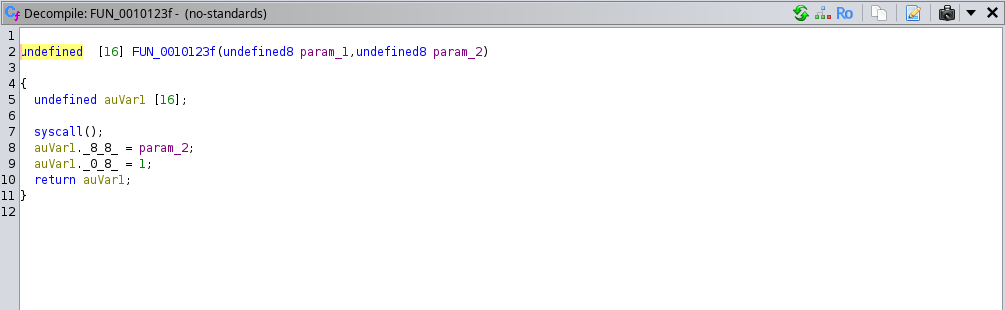 Decompile: FUN_0010123f - (no-standards)
Ro
1
2 undefined [16] FUN_0010123f(undefined8 param_1,undefined8 param_2)
3
4 {
5 undefined auVar1 [16];
6
7 syscall();
8 auVar1._8_8_ = param_2;
9 auVar1._0_8_ = 1;
10 return auVar1;
11 }
12